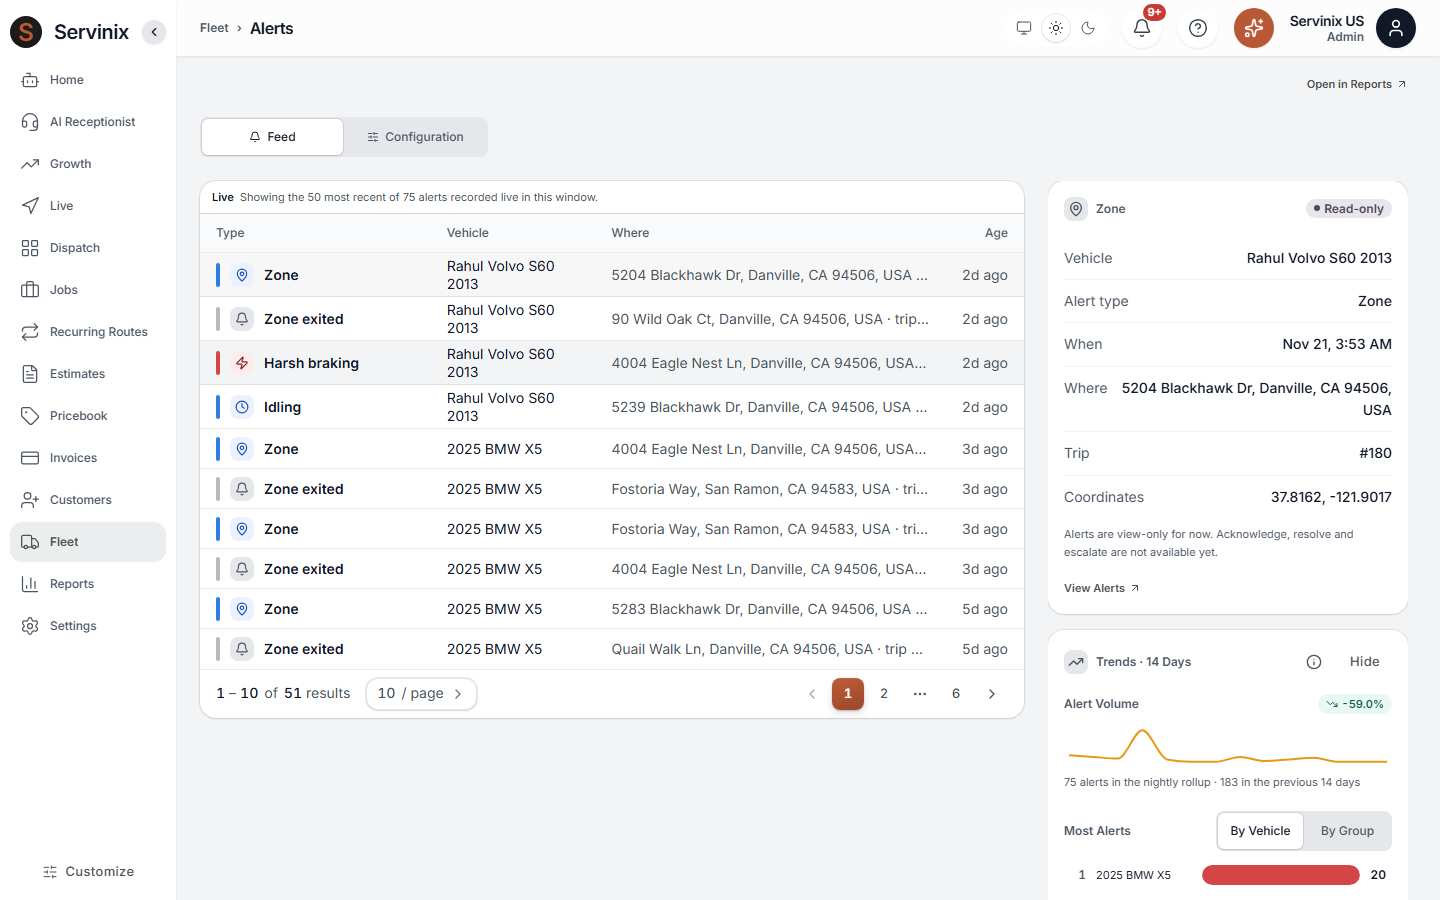 Servinix
Home
AI Receptionist
Growth
Live
Dispatch
Jobs
Recurring Routes
Estimates
Pricebook
Invoices
Customers
Fleet
Reports
Settings
Customize
Fleet › Alerts
9+
Servinix US
Admin
Open in Reports
Feed
Configuration
Live Showing the 50 most recent of 75 alerts recorded live in this window.
Type Vehicle Where Age
Zone Rahul Volvo S60 2013 5204 Blackhawk Dr, Danville, CA 94506, USA ... 2d ago
Zone exited Rahul Volvo S60 2013 90 Wild Oak Ct, Danville, CA 94506, USA · trip... 2d ago
Harsh braking Rahul Volvo S60 2013 4004 Eagle Nest Ln, Danville, CA 94506, USA... 2d ago
Idling Rahul Volvo S60 2013 5239 Blackhawk Dr, Danville, CA 94506, USA ... 2d ago
Zone 2025 BMW X5 4004 Eagle Nest Ln, Danville, CA 94506, USA... 3d ago
Zone exited 2025 BMW X5 Fostoria Way, San Ramon, CA 94583, USA · tri... 3d ago
Zone 2025 BMW X5 Fostoria Way, San Ramon, CA 94583, USA · tri... 3d ago
Zone exited 2025 BMW X5 4004 Eagle Nest Ln, Danville, CA 94506, USA... 3d ago
Zone 2025 BMW X5 5283 Blackhawk Dr, Danville, CA 94506, USA ... 5d ago
Zone exited 2025 BMW X5 Quail Walk Ln, Danville, CA 94506, USA · trip ... 5d ago
1 – 10 of 51 results 10 / page 1 2 ··· 6
Zone Read-only
Vehicle Rahul Volvo S60 2013
Alert type Zone
When Nov 21, 3:53 AM
Where 5204 Blackhawk Dr, Danville, CA 94506,
USA
Trip #180
Coordinates 37.8162, -121.9017
Alerts are view-only for now. Acknowledge, resolve and
escalate are not available yet.
View Alerts
Trends · 14 Days Hide
Alert Volume -59.0%
75 alerts in the nightly rollup · 183 in the previous 14 days
Most Alerts By Vehicle By Group
1 2025 BMW X5 20